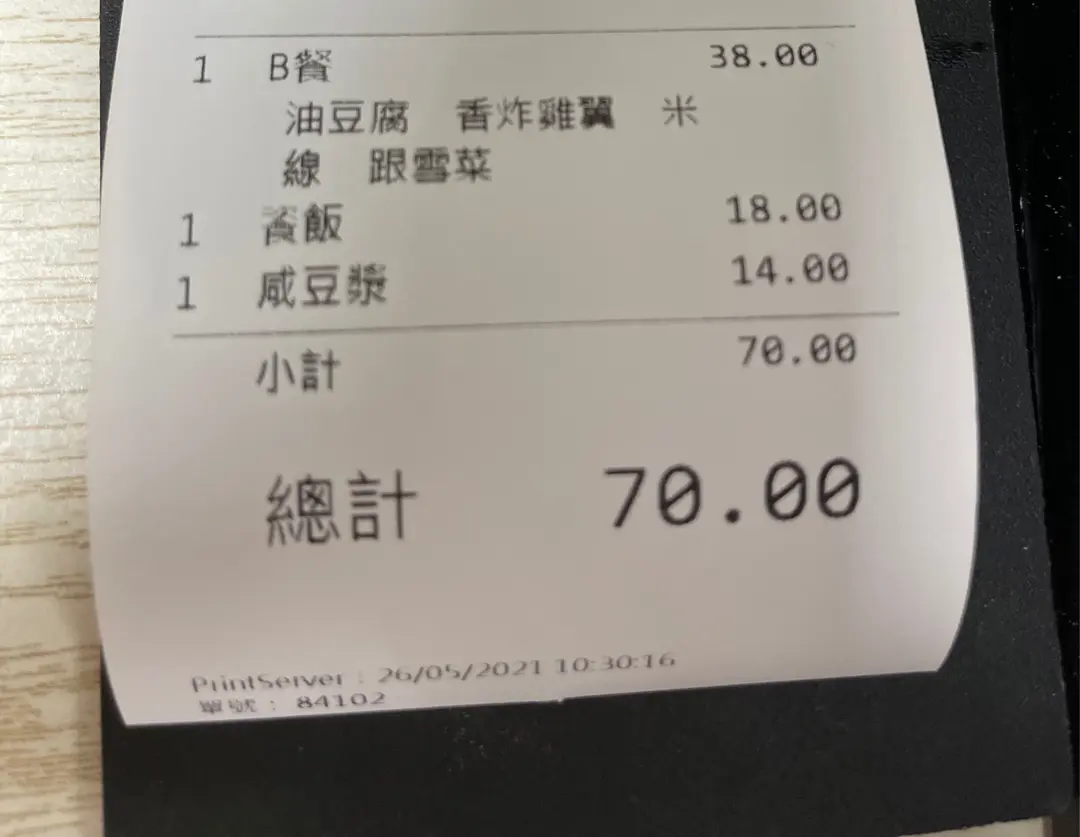 1 B餐 38.00
油豆腐 香炸雞翼 米
線 跟雪菜
1 粢飯 18.00
1 咸豆漿 14.00
小計 70.00
總計 70.00
PrintServer : 26/05/2021 10:30:16
單號 : 84102